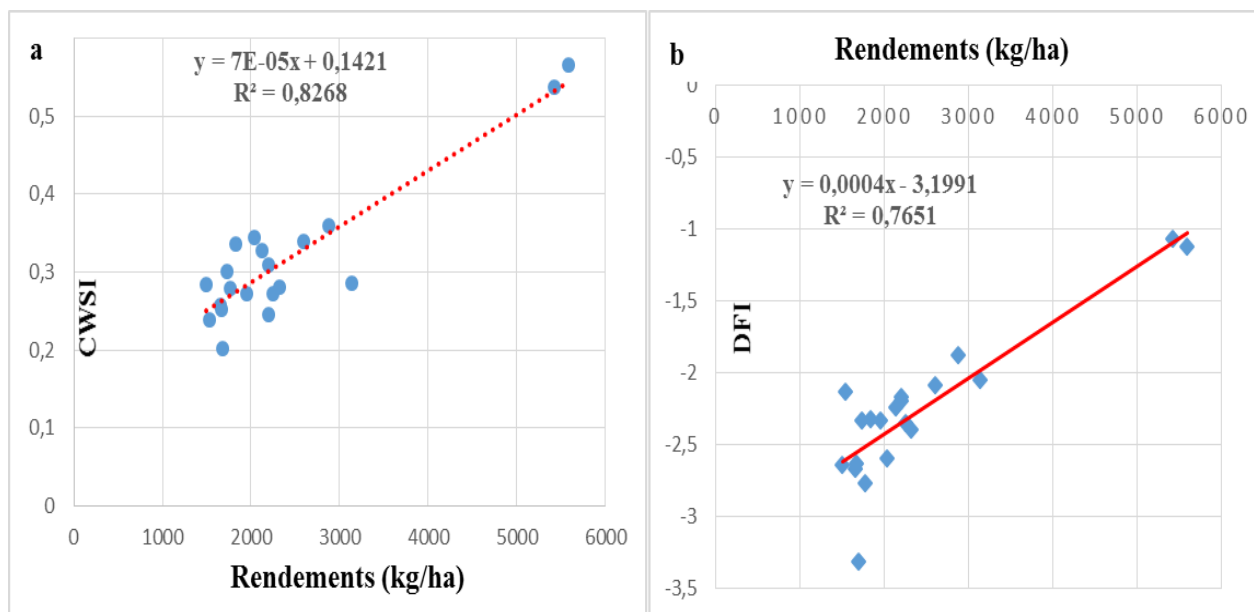 a
y = 7E-05x + 0,1421
R² = 0,8268
0,5
0,4
0,3
0,2
0,1
0
CWSI
0 1000 2000 3000 4000 5000 6000
Rendements (kg/ha)
b
Rendements (kg/ha)
0
0 1000 2000 3000 4000 5000 6000
-0,5
y = 0,0004x - 3,1991
R² = 0,7651
-1
-1,5
-2
-2,5
-3
-3,5
DFI